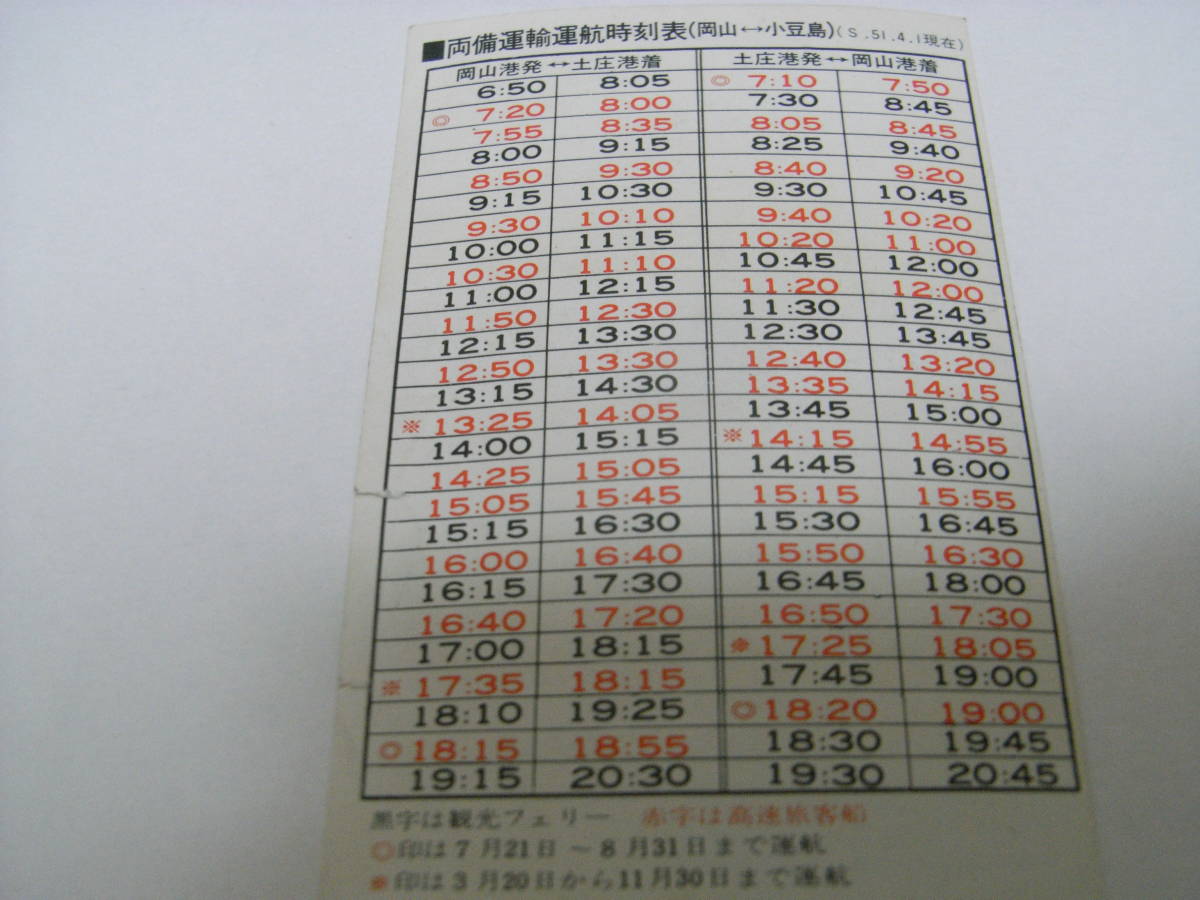 ■両備運輸運航時刻表(岡山↔小豆島)(S.51.4.1現在)
岡山港発↔土庄港着 土庄港発↔岡山港着
6:50 8:05 ◎ 7:10 7:50
◎ 7:20 8:00 7:30 8:45
7:55 8:35 8:05 8:45
8:00 9:15 8:25 9:40
8:50 9:30 8:40 9:20
9:15 10:30 9:30 10:45
9:30 10:10 9:40 10:20
10:00 11:15 10:20 11:00
10:30 11:10 10:45 12:00
11:00 12:15 11:20 12:00
11:50 12:30 11:30 12:45
12:15 13:30 12:30 13:45
12:50 13:30 12:40 13:20
13:15 14:30 13:35 14:15
※ 13:25 14:05 13:45 15:00
14:00 15:15 ※ 14:15 14:55
14:25 15:05 14:45 16:00
15:05 15:45 15:15 15:55
15:15 16:30 15:30 16:45
16:00 16:40 15:50 16:30
16:15 17:30 16:45 18:00
16:40 17:20 16:50 17:30
17:00 18:15 ※ 17:25 18:05
※ 17:35 18:15 17:45 19:00
18:10 19:25 ◎ 18:20 19:00
◎ 18:15 18:55 18:30 19:45
19:15 20:30 19:30 20:45
黒字は観光フェリー 赤字は高速旅客船
◎印は7月21日～8月31日まで運航
※印は3月20日から11月30日まで運航